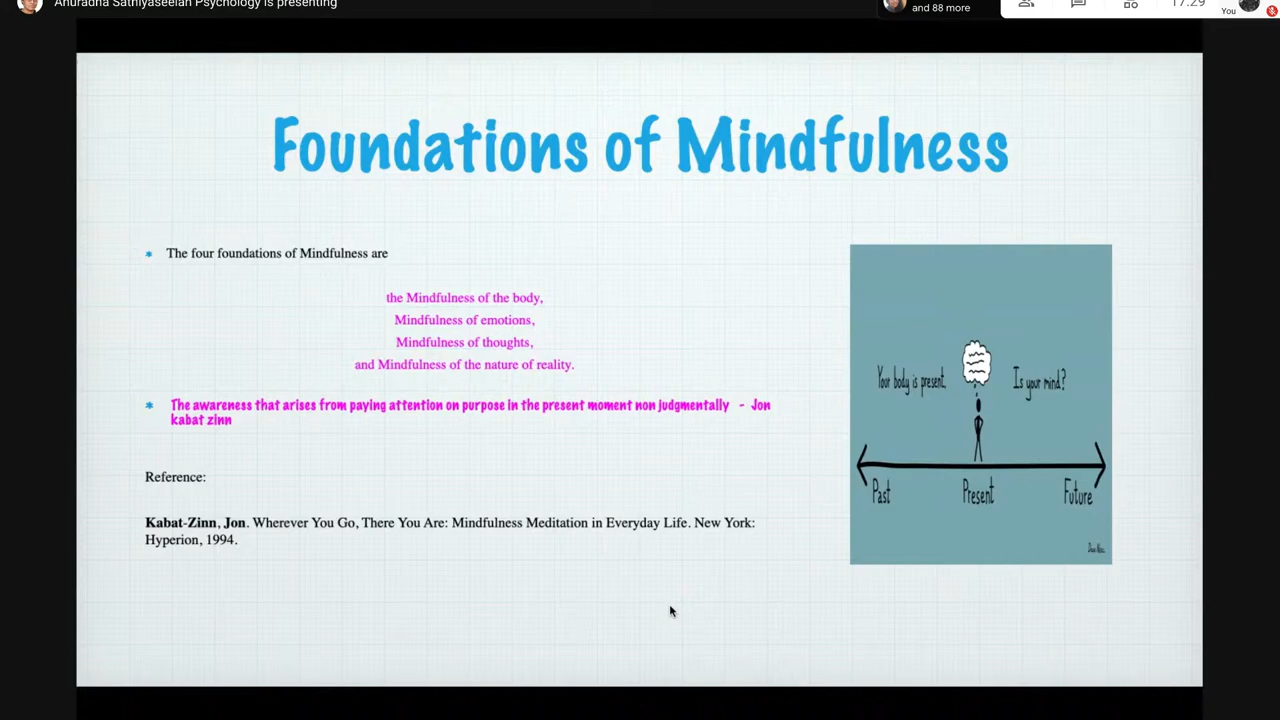 Anuradha Sathiyaseelan Psychology is presenting
and 88 more
17:29
You
Foundations of Mindfulness
The four foundations of Mindfulness are
the Mindfulness of the body,
Mindfulness of emotions,
Mindfulness of thoughts,
and Mindfulness of the nature of reality.
The awareness that arises from paying attention on purpose in the present moment non judgmentally - Jon
kabat zinn
Reference:
Kabat-Zinn, Jon. Wherever You Go, There You Are: Mindfulness Meditation in Everyday Life. New York:
Hyperion, 1994.
Your body is present.
Is your mind?
Past
Present
Future